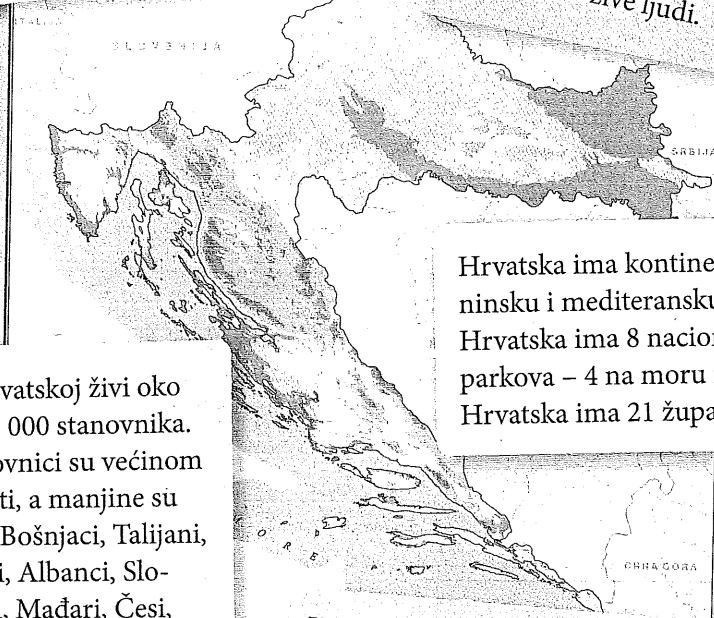 žive ljudi.
ITALIJA
SLOVENIJA
SRBIJA
Hrvatska ima kontine
ninsku i mediteransku
Hrvatska ima 8 nacion
parkova – 4 na moru
Hrvatska ima 21 župa
vatskoj živi oko
000 stanovnika.
ovnici su većinom
ti, a manjine su
Bošnjaci, Talijani,
i, Albanci, Slo-
, Mađari, Česi,
ORE
CRNA GORA